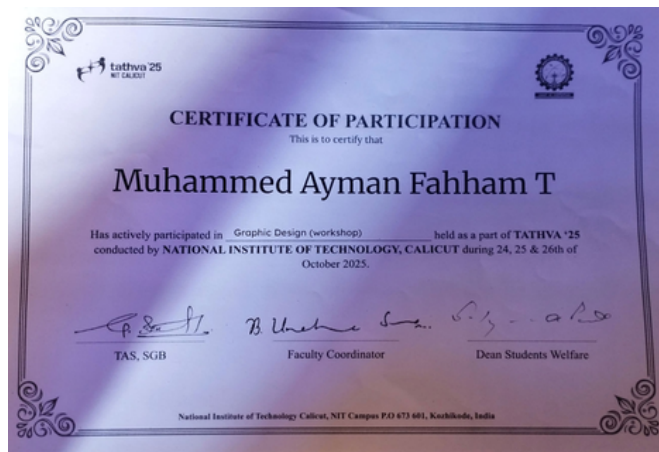 tathva'25
NIT CALICUT
CERTIFICATE OF PARTICIPATION
This is to certify that
Muhammed Ayman Fahham T
Has actively participated in Graphic Design (workshop) held as a part of TATHVA '25
conducted by NATIONAL INSTITUTE OF TECHNOLOGY, CALICUT during 24, 25 & 26th of
October 2025.
TAS, SGB
Faculty Coordinator
Dean Students Welfare
National Institute of Technology Calicut, NIT Campus P.O 673 601, Kozhikode, India